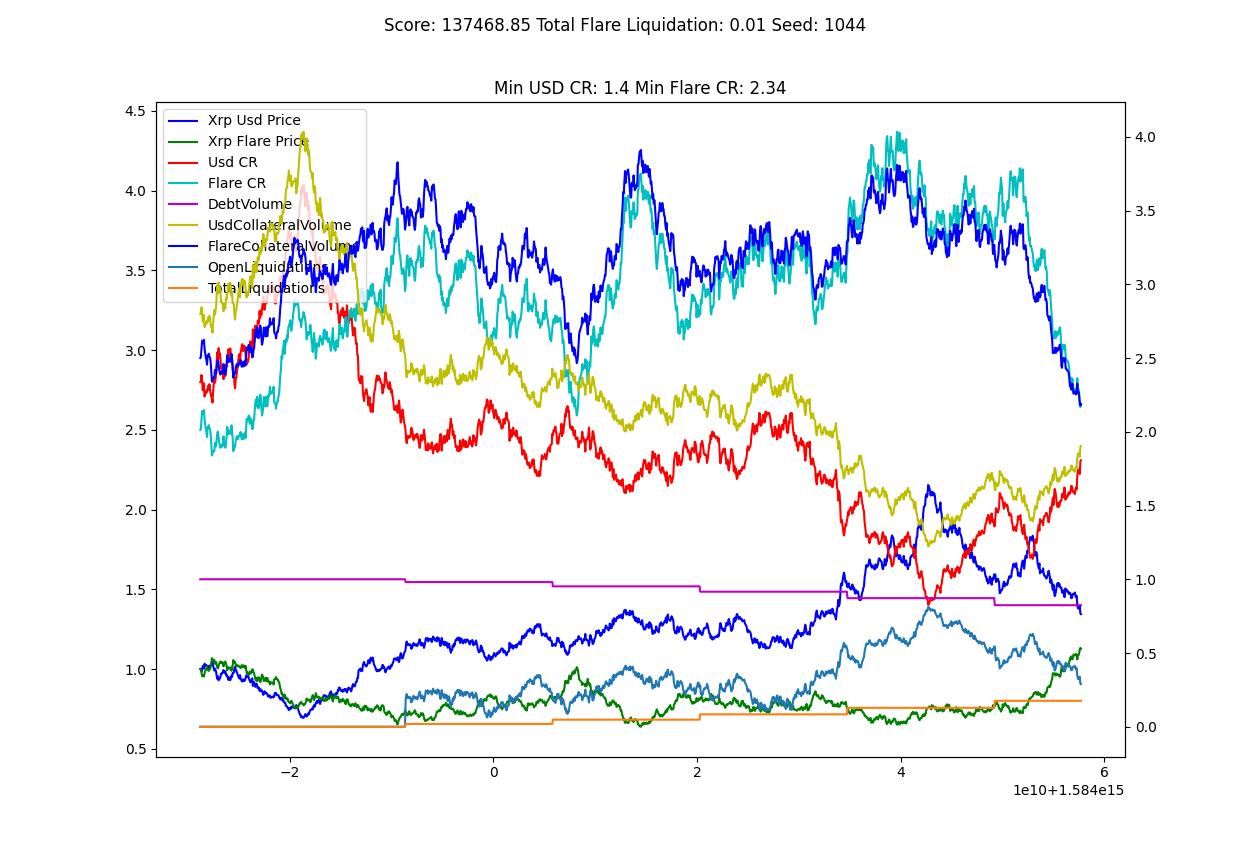 Score: 137468.85 Total Flare Liquidation: 0.01 Seed: 1044
Min USD CR: 1.4 Min Flare CR: 2.34
Xrp Usd Price
Xrp Flare Price
Usd CR
Flare CR
DebtVolume
UsdCollateralVolume
FlareCollateralVolume
OpenLiquidations
TotalLiquidations
4.5
4.0
3.5
3.0
2.5
2.0
1.5
1.0
0.5
4.0
3.5
3.0
2.5
2.0
1.5
1.0
0.5
0.0
−2
0
2
4
6
1e10+1.584e15